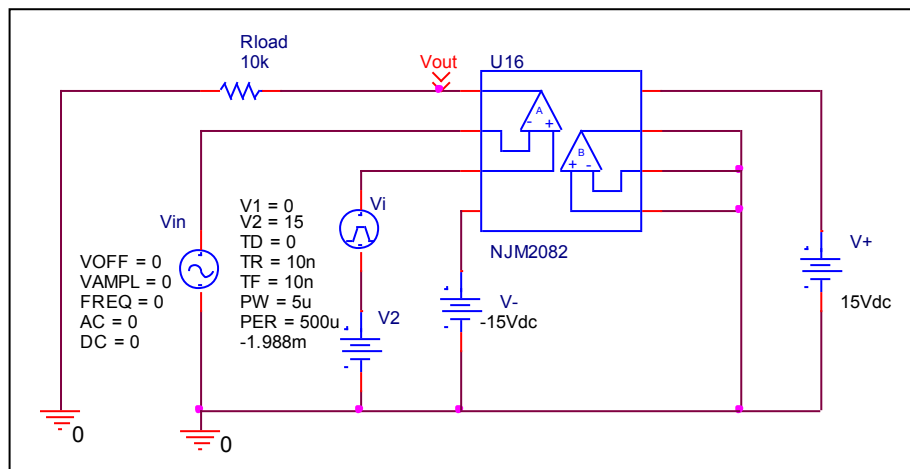 Rload
10k
Vout
U16
A
- +
B
+ -
NJM2082
Vin
VOFF = 0
VAMPL = 0
FREQ = 0
AC = 0
DC = 0
V1 = 0
V2 = 15
TD = 0
TR = 10n
TF = 10n
PW = 5u
PER = 500u
-1.988m
Vi
V2
V-
-15Vdc
V+
15Vdc
0
0